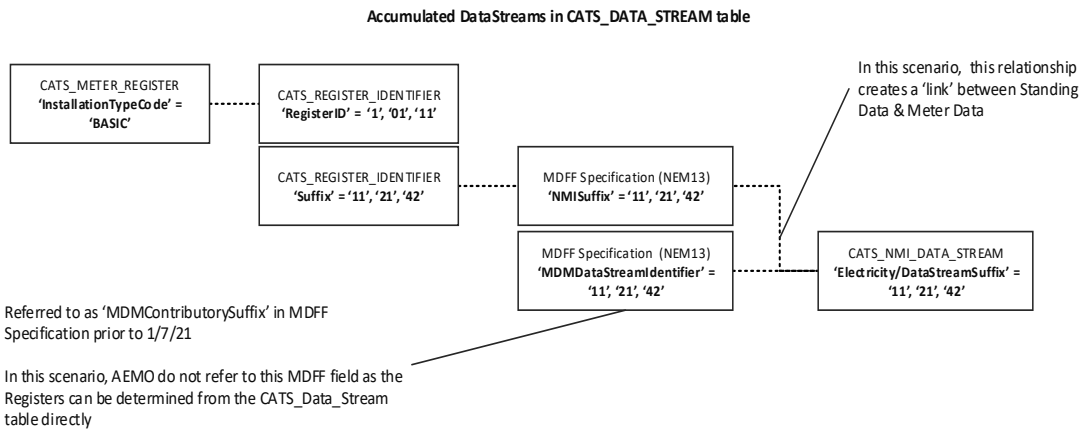 Accumulated DataStreams in CATS_DATA_STREAM table
CATS_METER_REGISTER
‘InstallationTypeCode’ =
‘BASIC’
CATS_REGISTER_IDENTIFIER
‘RegisterID’ = ‘1’, ‘01’, ‘11’
In this scenario, this relationship
creates a ‘link’ between Standing
Data & Meter Data
CATS_REGISTER_IDENTIFIER
‘Suffix’ = ‘11’, ‘21’, ‘42’
MDFF Specification (NEM13)
‘NMISuffix’ = ‘11’, ‘21’, ‘42’
MDFF Specification (NEM13)
‘MDMDataStreamIdentifier’ =
‘11’, ‘21’, ‘42’
CATS_NMI_DATA_STREAM
‘Electricity/DataStreamSuffix’ =
‘11’, ‘21’, ‘42’
Referred to as ‘MDMContributorySuffix’ in MDFF
Specification prior to 1/7/21
In this scenario, AEMO do not refer to this MDFF field as the
Registers can be determined from the CATS_Data_Stream
table directly